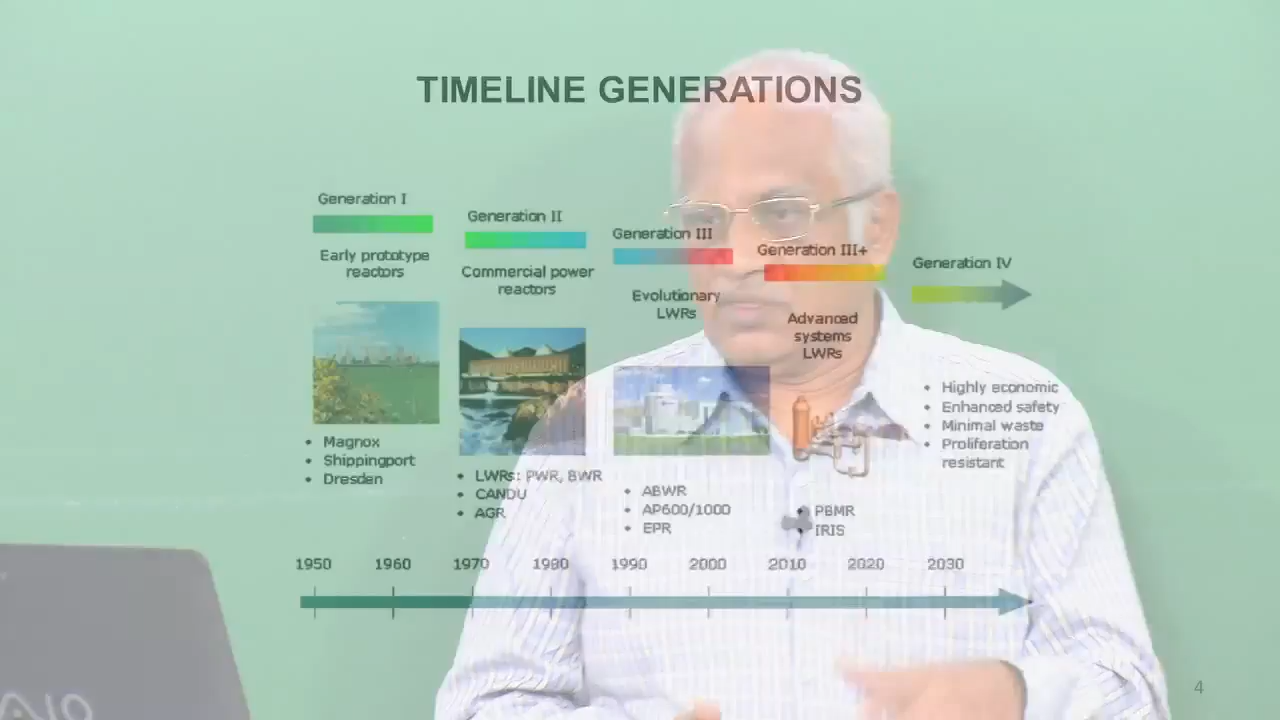 TIMELINE GENERATIONS
Generation I
Early prototype
reactors
• Magnox
• Shippingport
• Dresden
Generation II
Commercial power
reactors
• LWRs: PWR, BWR
• CANDU
• AGR
Generation III
Evolutionary
LWRs
• ABWR
• AP600/1000
• EPR
Generation III+
Advanced
systems
LWRs
• PBMR
• IRIS
Generation IV
• Highly economic
• Enhanced safety
• Minimal waste
• Proliferation
resistant
1950 1960 1970 1980 1990 2000 2010 2020 2030
4